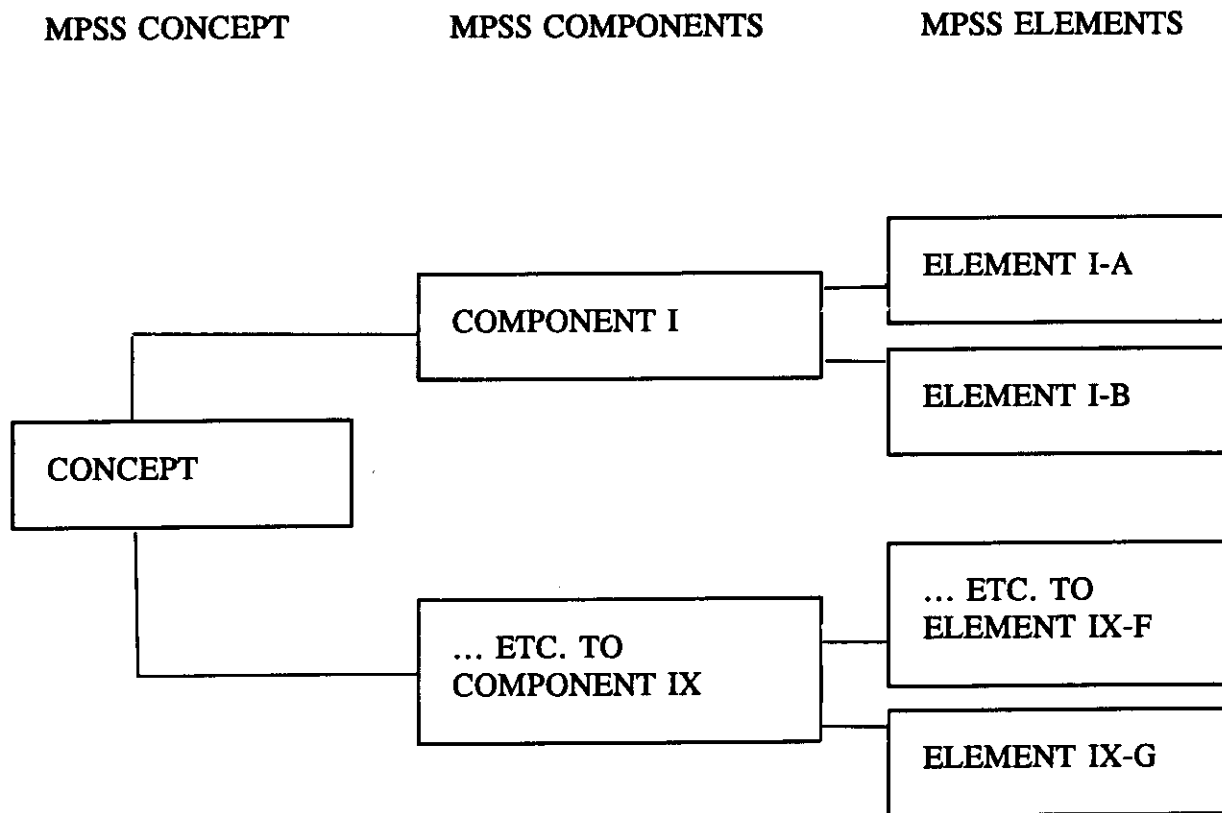 MPSS CONCEPT
MPSS COMPONENTS
MPSS ELEMENTS
ELEMENT I-A
COMPONENT I
ELEMENT I-B
CONCEPT
... ETC. TO
ELEMENT IX-F
... ETC. TO
COMPONENT IX
ELEMENT IX-G